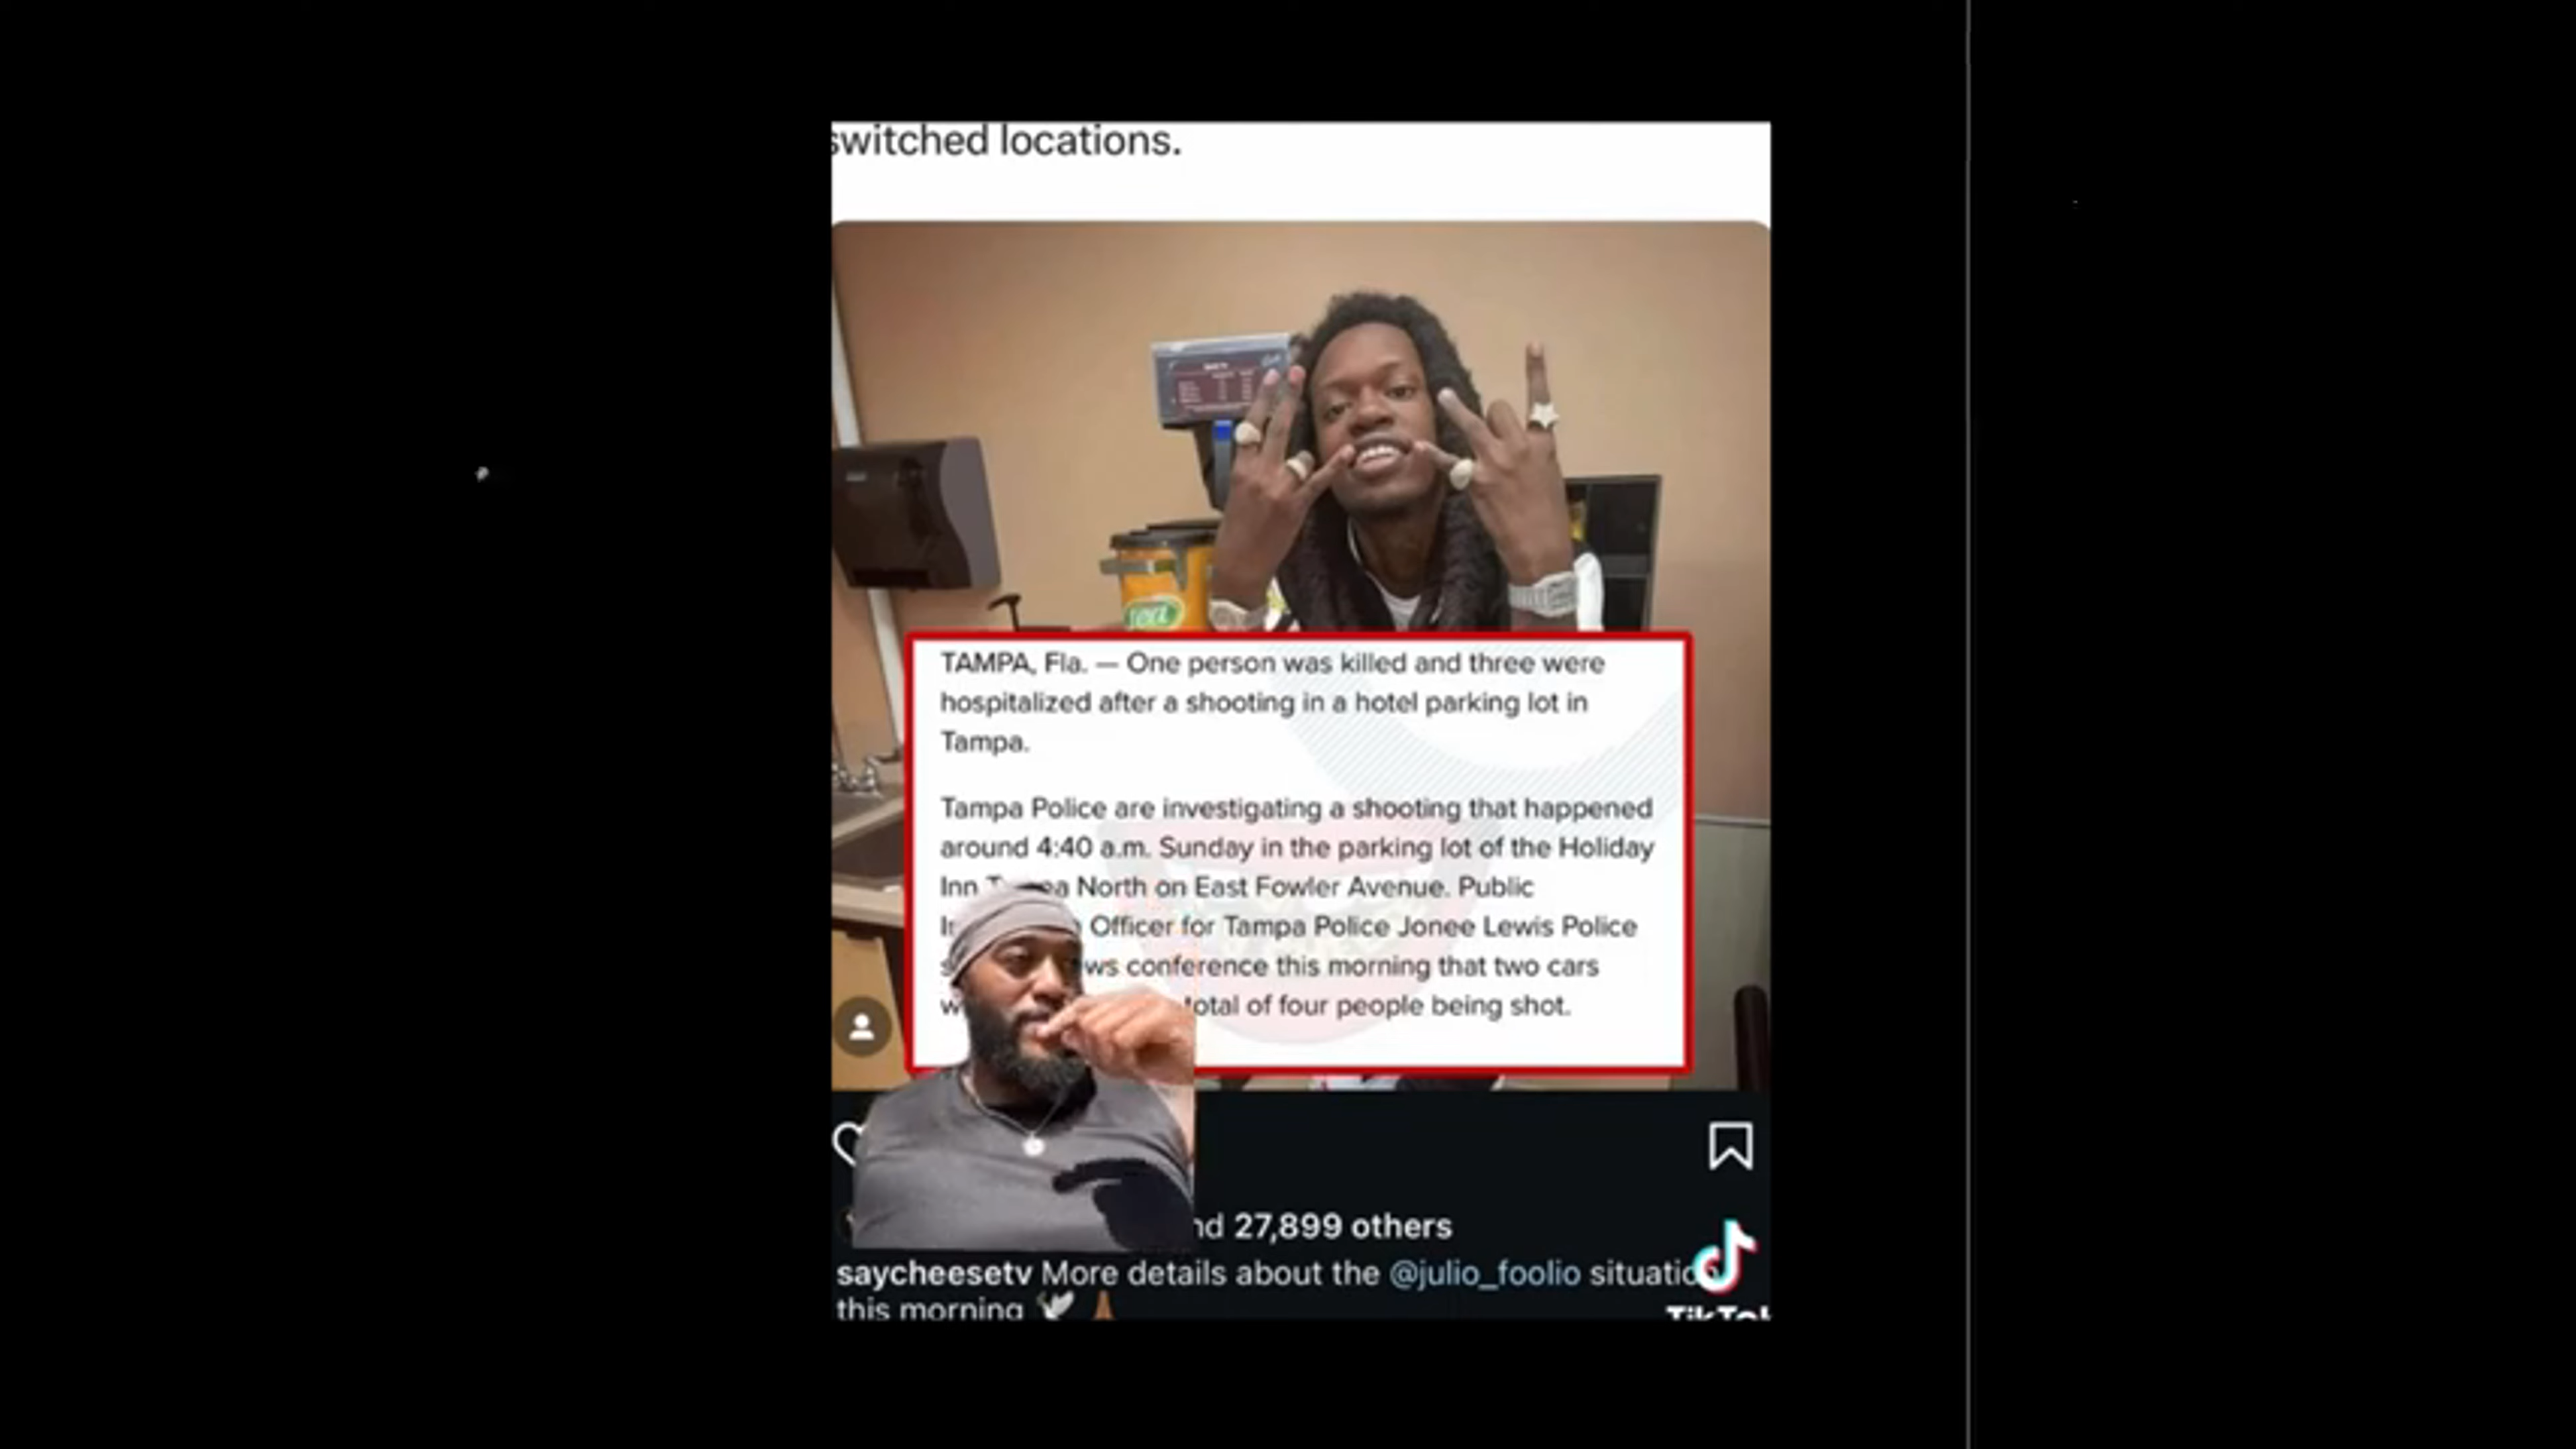 switched locations.
TAMPA, Fla. — One person was killed and three were
hospitalized after a shooting in a hotel parking lot in
Tampa.
Tampa Police are investigating a shooting that happened
around 4:40 a.m. Sunday in the parking lot of the Holiday
Inn North on East Fowler Avenue. Public
Officer for Tampa Police Jonee Lewis Police
conference this morning that two cars
total of four people being shot.
27,899 others
saycheesetv More details about the @julio_foolio
this morning
TikTok